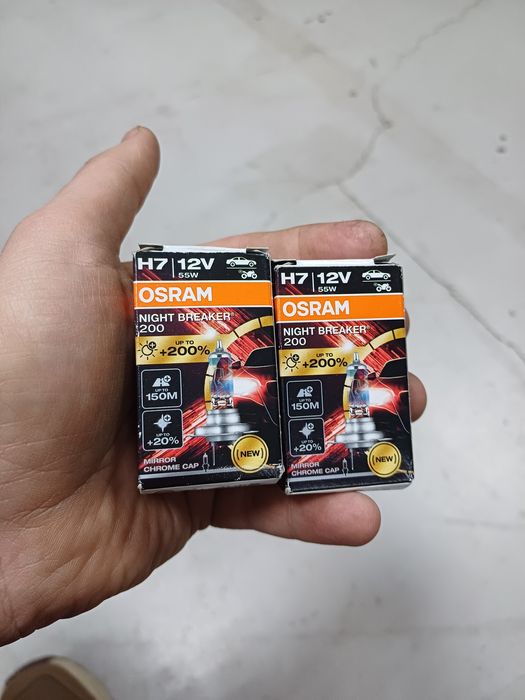 H7 | 12V
55W
OSRAM
NIGHT BREAKER®
200
UP TO
+200%
UP TO
150M
UP TO
+20%
MIRROR
CHROME CAP
NEW
H7 | 12V
55W
OSRAM
NIGHT BREAKER®
200
UP TO
+200%
UP TO
150M
UP TO
+20%
MIRROR
CHROME CAP
NEW